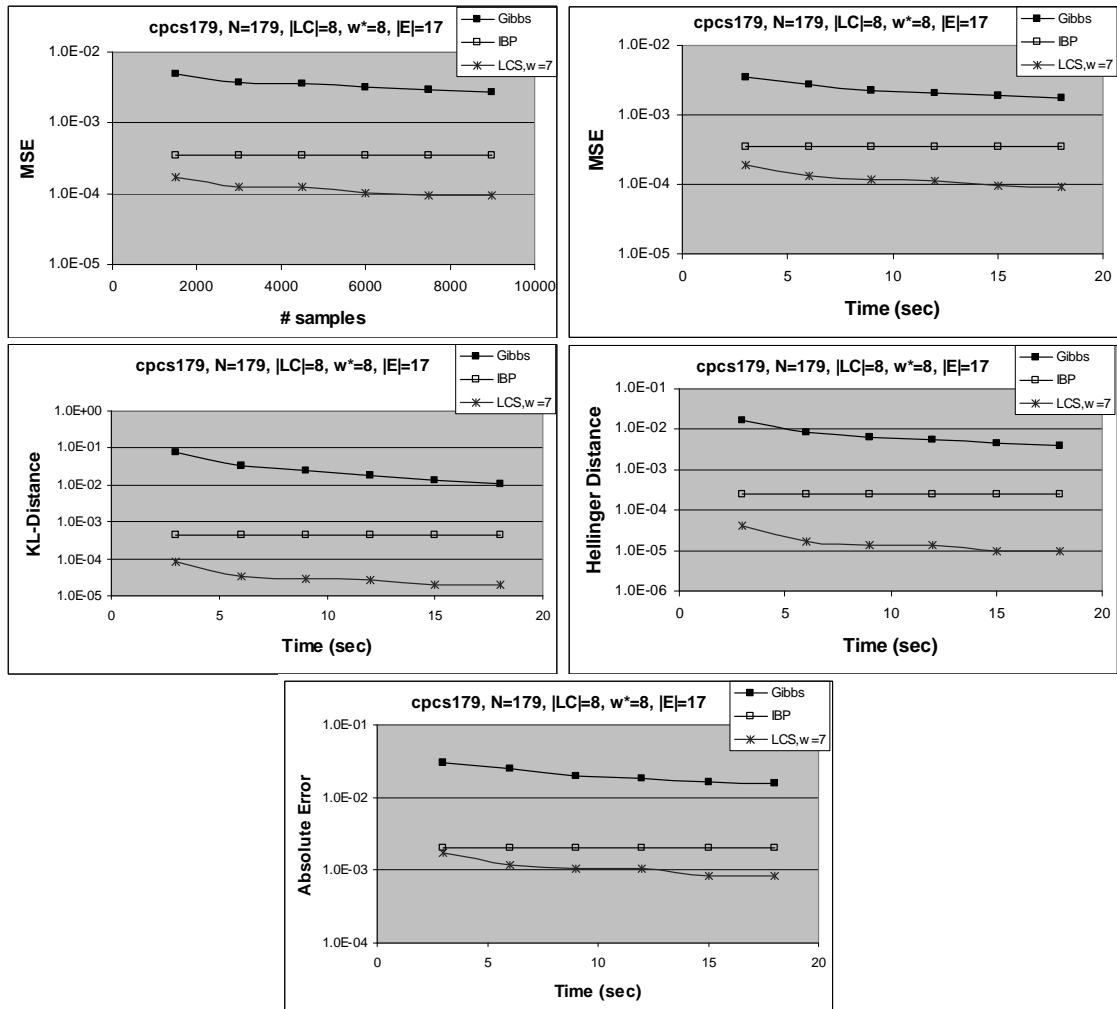 cpcs179, N=179, |LC|=8, w*=8, |E|=17
Gibbs
IBP
LCS,w=7
MSE
1.0E-02
1.0E-03
1.0E-04
1.0E-05
0 2000 4000 6000 8000 10000
# samples
cpcs179, N=179, |LC|=8, w*=8, |E|=17
Gibbs
IBP
LCS,w=7
MSE
1.0E-02
1.0E-03
1.0E-04
1.0E-05
0 5 10 15 20
Time (sec)
cpcs179, N=179, |LC|=8, w*=8, |E|=17
Gibbs
IBP
LCS,w=7
KL-Distance
1.0E+00
1.0E-01
1.0E-02
1.0E-03
1.0E-04
1.0E-05
0 5 10 15 20
Time (sec)
cpcs179, N=179, |LC|=8, w*=8, |E|=17
Gibbs
IBP
LCS,w=7
Hellinger Distance
1.0E-01
1.0E-02
1.0E-03
1.0E-04
1.0E-05
1.0E-06
0 5 10 15 20
Time (sec)
cpcs179, N=179, |LC|=8, w*=8, |E|=17
Gibbs
IBP
LCS,w=7
Absolute Error
1.0E-01
1.0E-02
1.0E-03
1.0E-04
0 5 10 15 20
Time (sec)